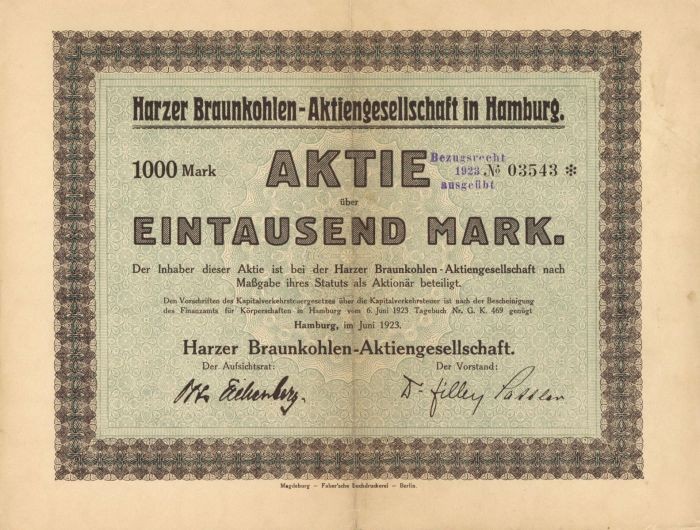 Harzer Braunkohlen-Aktiengesellschaft in Hamburg.
1000 Mark
AKTIE
Bezugsrecht
1923
ausgeübt
№ 03543 *
über
EINTAUSEND MARK.
Der Inhaber dieser Aktie ist bei der Harzer Braunkohlen-Aktiengesellschaft nach
Maßgabe ihres Statuts als Aktionär beteiligt.
Den Vorschriften des Kapitalverkehrsteuergesetzes über die Kapitalverkehrsteuer ist nach der Bescheinigung
des Finanzamts für Körperschaften in Hamburg vom 6. Juni 1923 Tagebuch Nr. G. K. 469 genügt
Hamburg, im Juni 1923.
Harzer Braunkohlen-Aktiengesellschaft.
Der Aufsichtsrat:
Der Vorstand:
Eichenberg.
Dr.
Magdeburg — Faber'sche Buchdruckerei — Berlin.